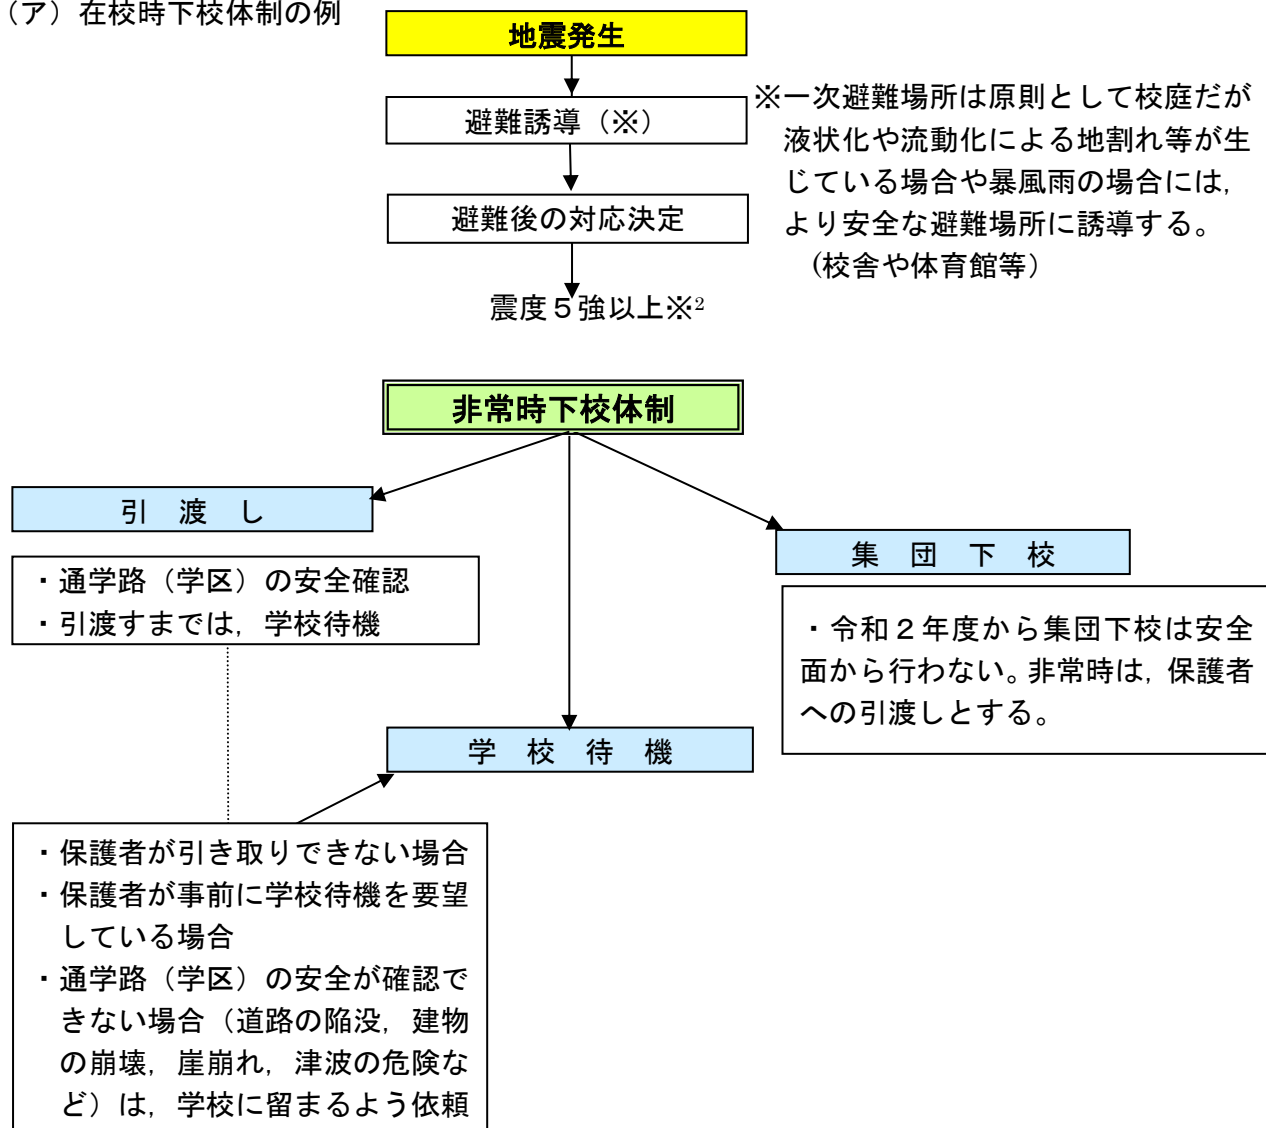 （ア）在校時下校体制の例
地震発生
避難誘導（※）
※一次避難場所は原則として校庭だが
液状化や流動化による地割れ等が生
じている場合や暴風雨の場合には，
より安全な避難場所に誘導する。
（校舎や体育館等）
避難後の対応決定
震度５強以上※2
非常時下校体制
引　渡　し
・通学路（学区）の安全確認
・引渡すまでは，学校待機
集　団　下　校
・令和２年度から集団下校は安全
面から行わない。非常時は，保護者
への引渡しとする。
学　校　待　機
・保護者が引き取りできない場合
・保護者が事前に学校待機を要望
している場合
・通学路（学区）の安全が確認で
きない場合（道路の陥没，建物
の崩壊，崖崩れ，津波の危険な
ど）は，学校に留まるよう依頼